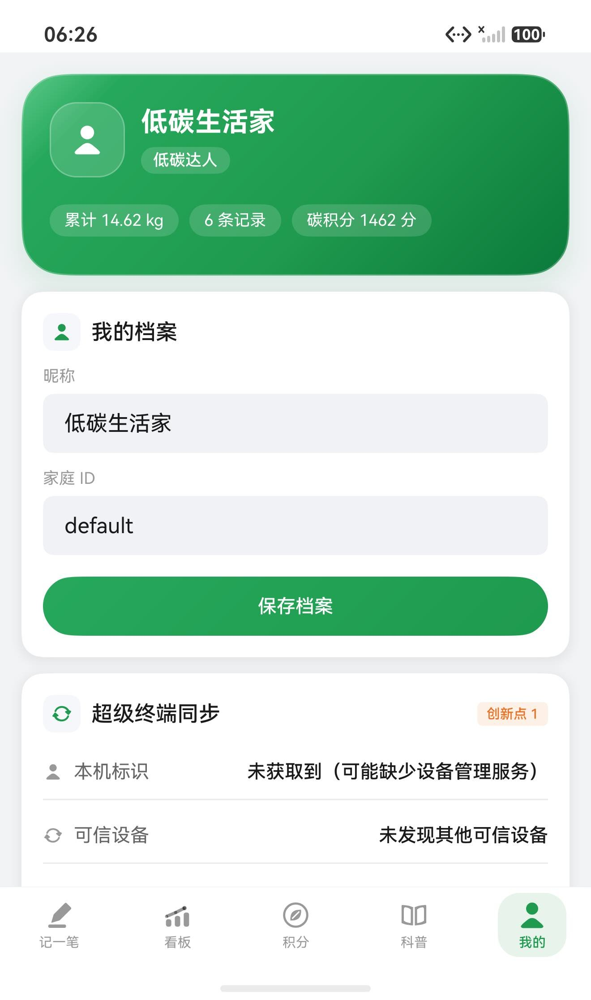 06:26
100
低碳生活家
低碳达人
累计 14.62 kg
6 条记录
碳积分 1462 分
我的档案
昵称
低碳生活家
家庭 ID
default
保存档案
超级终端同步
创新点 1
本机标识
未获取到（可能缺少设备管理服务）
可信设备
未发现其他可信设备
记一笔
看板
积分
科普
我的